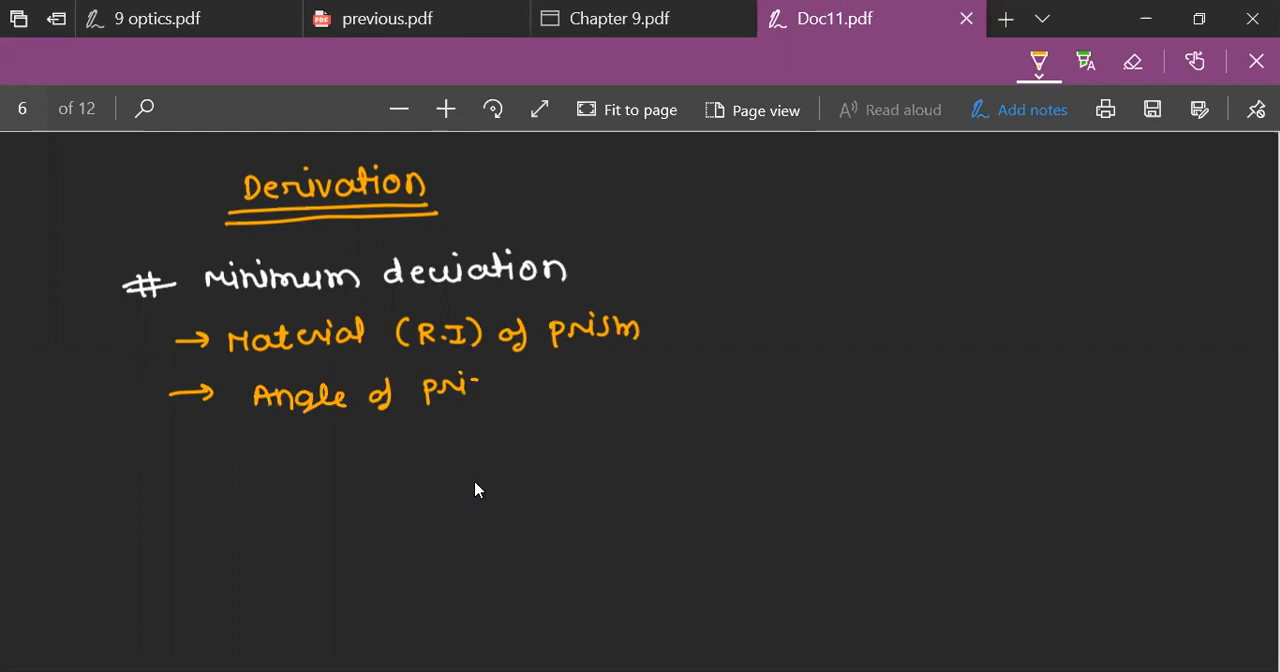 9 optics.pdf
previous.pdf
Chapter 9.pdf
Doc11.pdf
6 of 12
Fit to page
Page view
Read aloud
Add notes
Derivation
# Minimum deviation
→ Material (R.I) of prism
→ Angle of pri